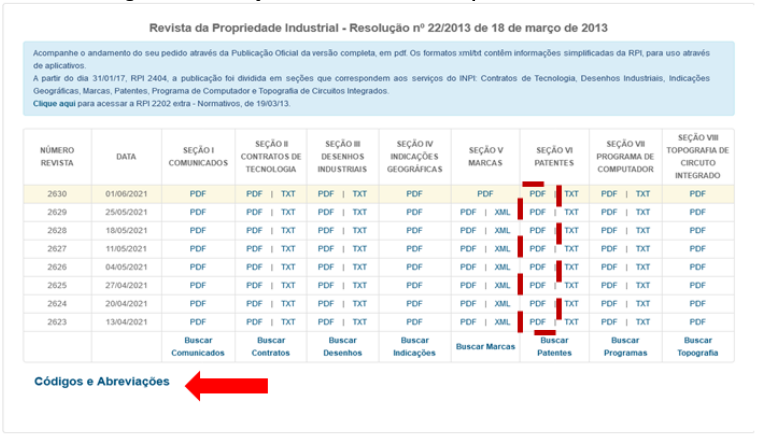 Revista da Propriedade Industrial - Resolução nº 22/2013 de 18 de março de 2013
Acompanhe o andamento do seu pedido através da Publicação Oficial da versão completa, em pdf. Os formatos xml/txt contém informações simplificadas da RPI, para uso através
de aplicativos.
A partir do dia 31/01/17, RPI 2404, a publicação foi dividida em seções que correspondem aos serviços do INPI: Contratos de Tecnologia, Desenhos Industriais, Indicações
Geográficas, Marcas, Patentes, Programa de Computador e Topografia de Circuitos Integrados.
Clique aqui para acessar a RPI 2202 extra - Normativos, de 19/03/13.
NÚMERO REVISTA DATA SEÇÃO I COMUNICADOS SEÇÃO II CONTRATOS DE TECNOLOGIA SEÇÃO III DESENHOS INDUSTRIAIS SEÇÃO IV INDICAÇÕES GEOGRÁFICAS SEÇÃO V MARCAS SEÇÃO VI PATENTES SEÇÃO VII PROGRAMA DE COMPUTADOR SEÇÃO VIII TOPOGRAFIA DE CIRCUTO INTEGRADO
2630 01/06/2021 PDF PDF | TXT PDF | TXT PDF PDF PDF | TXT PDF | TXT PDF
2629 25/05/2021 PDF PDF | TXT PDF | TXT PDF PDF | XML PDF | TXT PDF | TXT PDF
2628 18/05/2021 PDF PDF | TXT PDF | TXT PDF PDF | XML PDF | TXT PDF | TXT PDF
2627 11/05/2021 PDF PDF | TXT PDF | TXT PDF PDF | XML PDF | TXT PDF | TXT PDF
2626 04/05/2021 PDF PDF | TXT PDF | TXT PDF PDF | XML PDF | TXT PDF | TXT PDF
2625 27/04/2021 PDF PDF | TXT PDF | TXT PDF PDF | XML PDF | TXT PDF | TXT PDF
2624 20/04/2021 PDF PDF | TXT PDF | TXT PDF PDF | XML PDF | TXT PDF | TXT PDF
2623 13/04/2021 PDF PDF | TXT PDF | TXT PDF PDF | XML PDF | TXT PDF | TXT PDF
Buscar Comunicados Buscar Contratos Buscar Desenhos Buscar Indicações Buscar Marcas Buscar Patentes Buscar Programas Buscar Topografia
Códigos e Abreviações